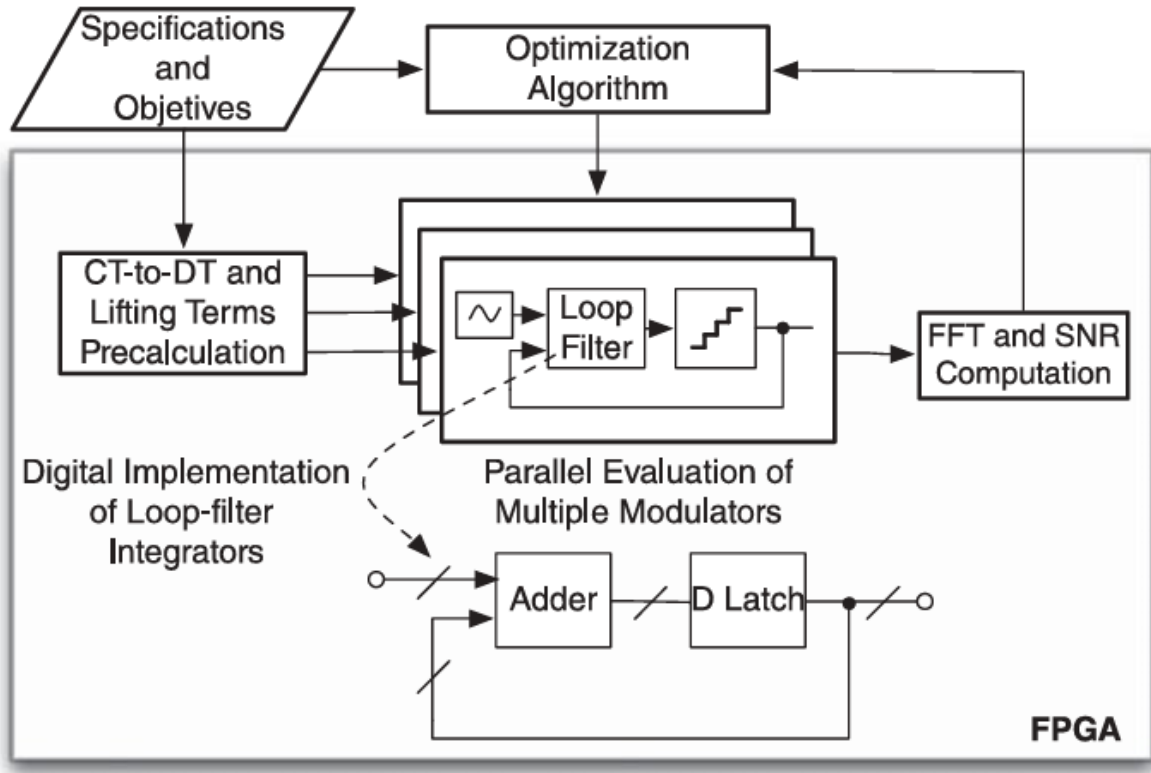 Specifications
and
Objetives
Optimization
Algorithm
CT-to-DT and
Lifting Terms
Precalculation
Loop
Filter
FFT and SNR
Computation
Digital Implementation
of Loop-filter
Integrators
Parallel Evaluation of
Multiple Modulators
Adder
D Latch
FPGA